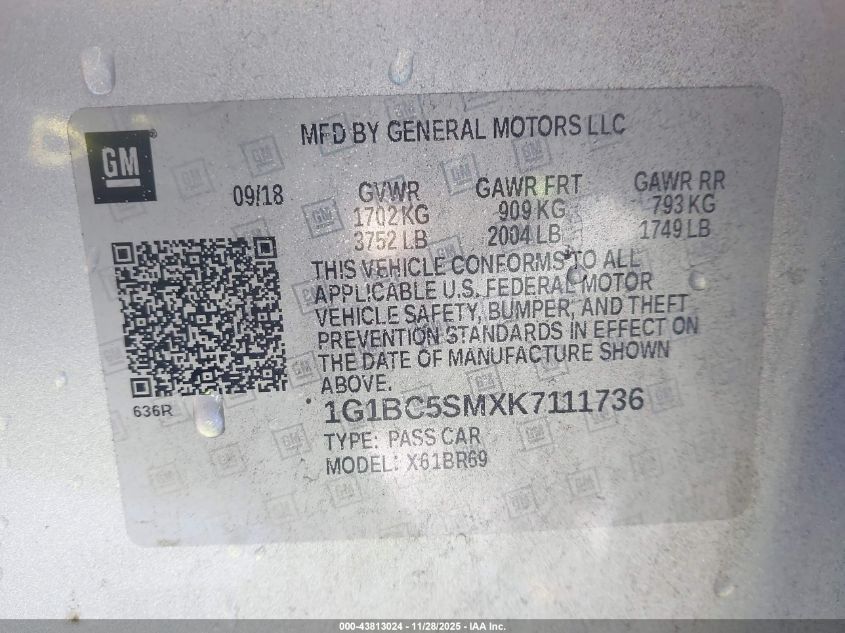 MFD BY GENERAL MOTORS LLC
GM
09/18
GVWR GAWR FRT GAWR RR
1702 KG 909 KG 793 KG
3752 LB 2004 LB 1749 LB
THIS VEHICLE CONFORMS TO ALL
APPLICABLE U.S. FEDERAL MOTOR
VEHICLE SAFETY, BUMPER, AND THEFT
PREVENTION STANDARDS IN EFFECT ON
THE DATE OF MANUFACTURE SHOWN
ABOVE.
636R
1G1BC5SMXK7111736
TYPE: PASS CAR
MODEL: X61BR69
000-43813024 - 11/28/2025 - IAA Inc.